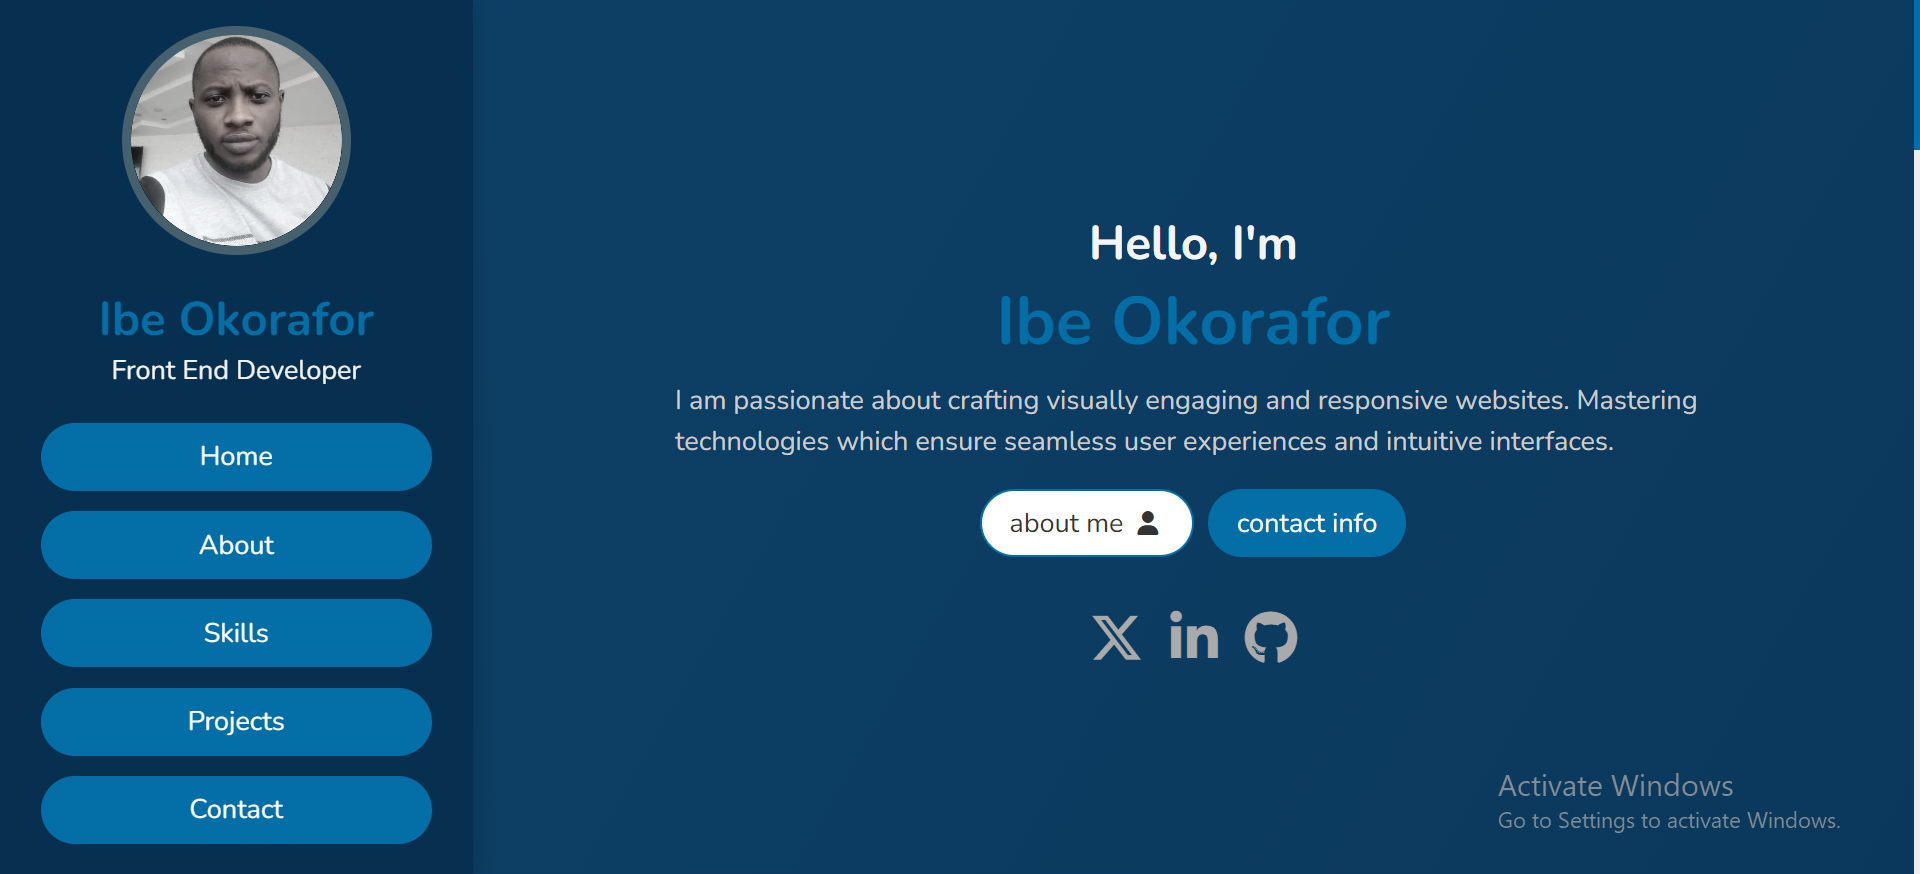 Ibe Okorafor
Front End Developer
Home
About
Skills
Projects
Contact
Hello, I'm
Ibe Okorafor
I am passionate about crafting visually engaging and responsive websites. Mastering
technologies which ensure seamless user experiences and intuitive interfaces.
about me
contact info
Activate Windows
Go to Settings to activate Windows.